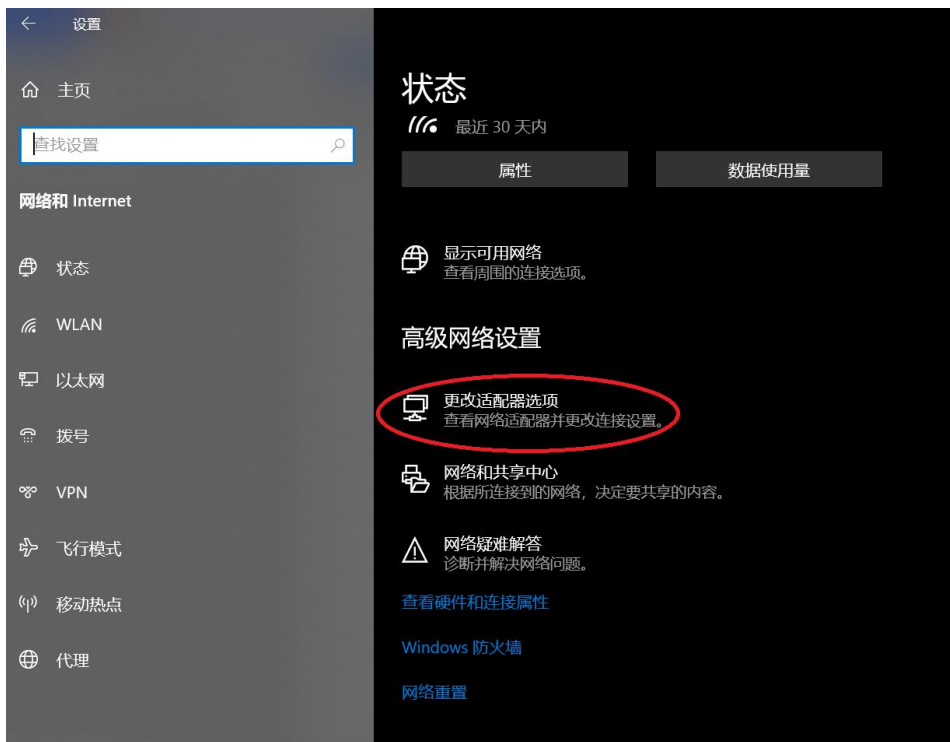 设置
主页
查找设置
网络和 Internet
状态
WLAN
以太网
拨号
VPN
飞行模式
移动热点
代理
状态
最近 30 天内
属性
数据使用量
显示可用网络
查看周围的连接选项。
高级网络设置
更改适配器选项
查看网络适配器并更改连接设置。
网络和共享中心
根据所连接到的网络，决定要共享的内容。
网络疑难解答
诊断并解决网络问题。
查看硬件和连接属性
Windows 防火墙
网络重置